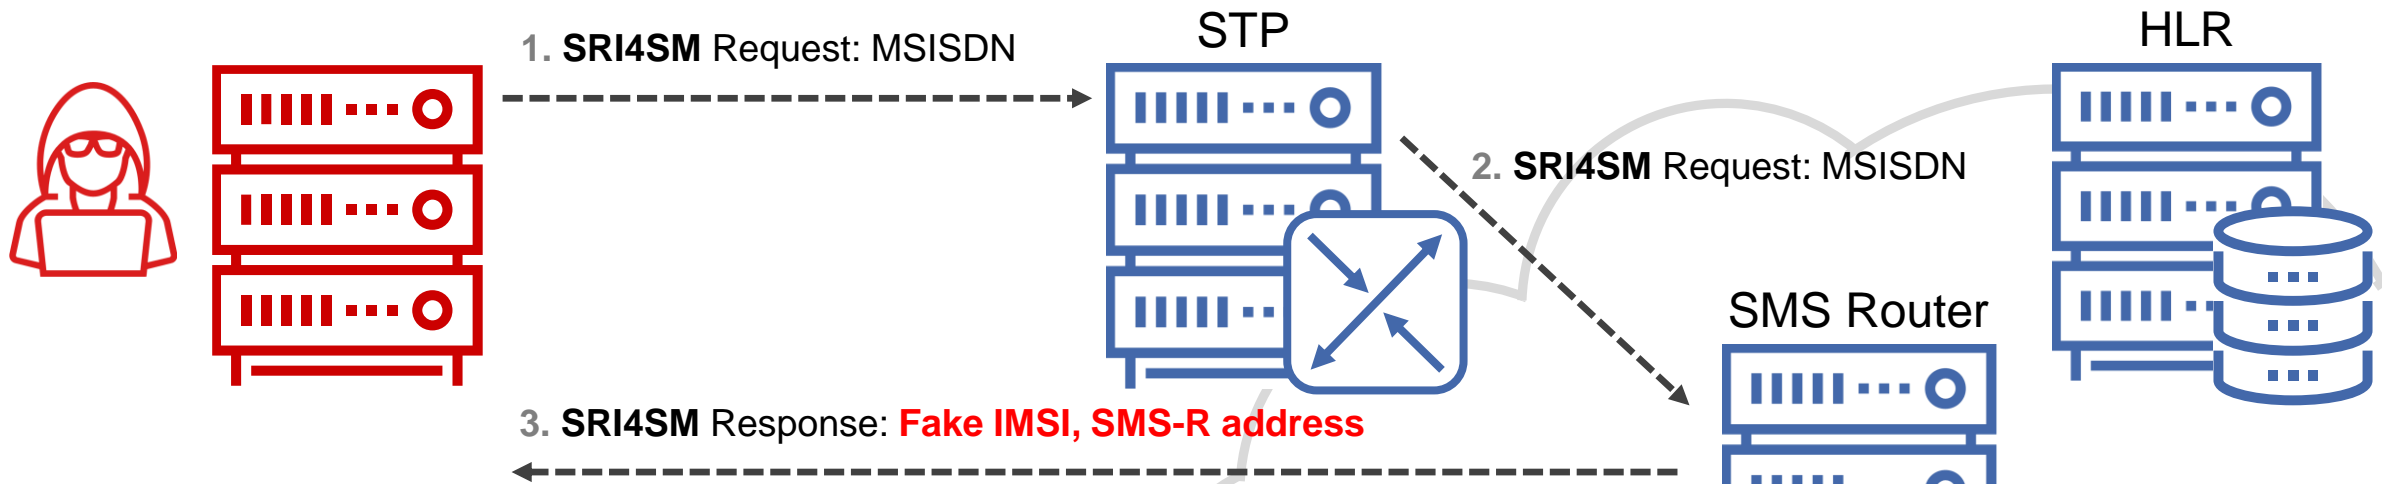 STP
HLR
1. SRI4SM Request: MSISDN
2. SRI4SM Request: MSISDN
SMS Router
3. SRI4SM Response: Fake IMSI, SMS-R address